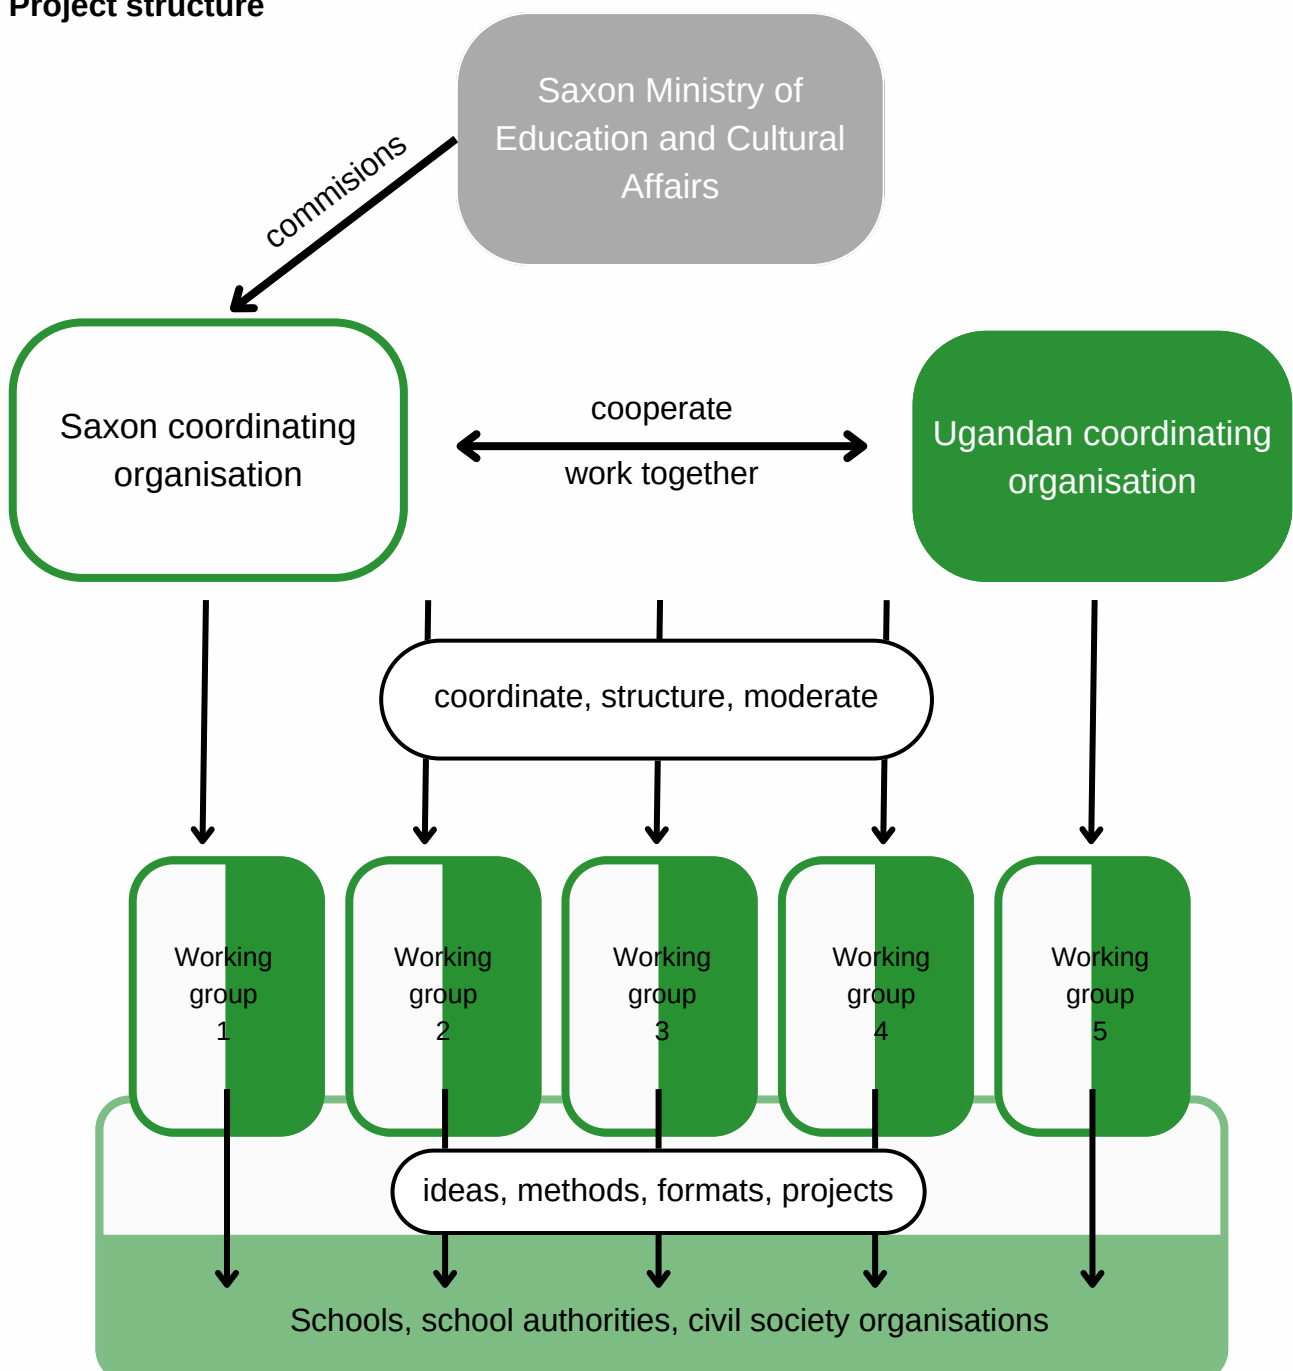 Project structure
Saxon Ministry of
Education and Cultural
Affairs
commisions
Saxon coordinating
organisation
cooperate
work together
Ugandan coordinating
organisation
coordinate, structure, moderate
Working
group
1
Working
group
2
Working
group
3
Working
group
4
Working
group
5
ideas, methods, formats, projects
Schools, school authorities, civil society organisations